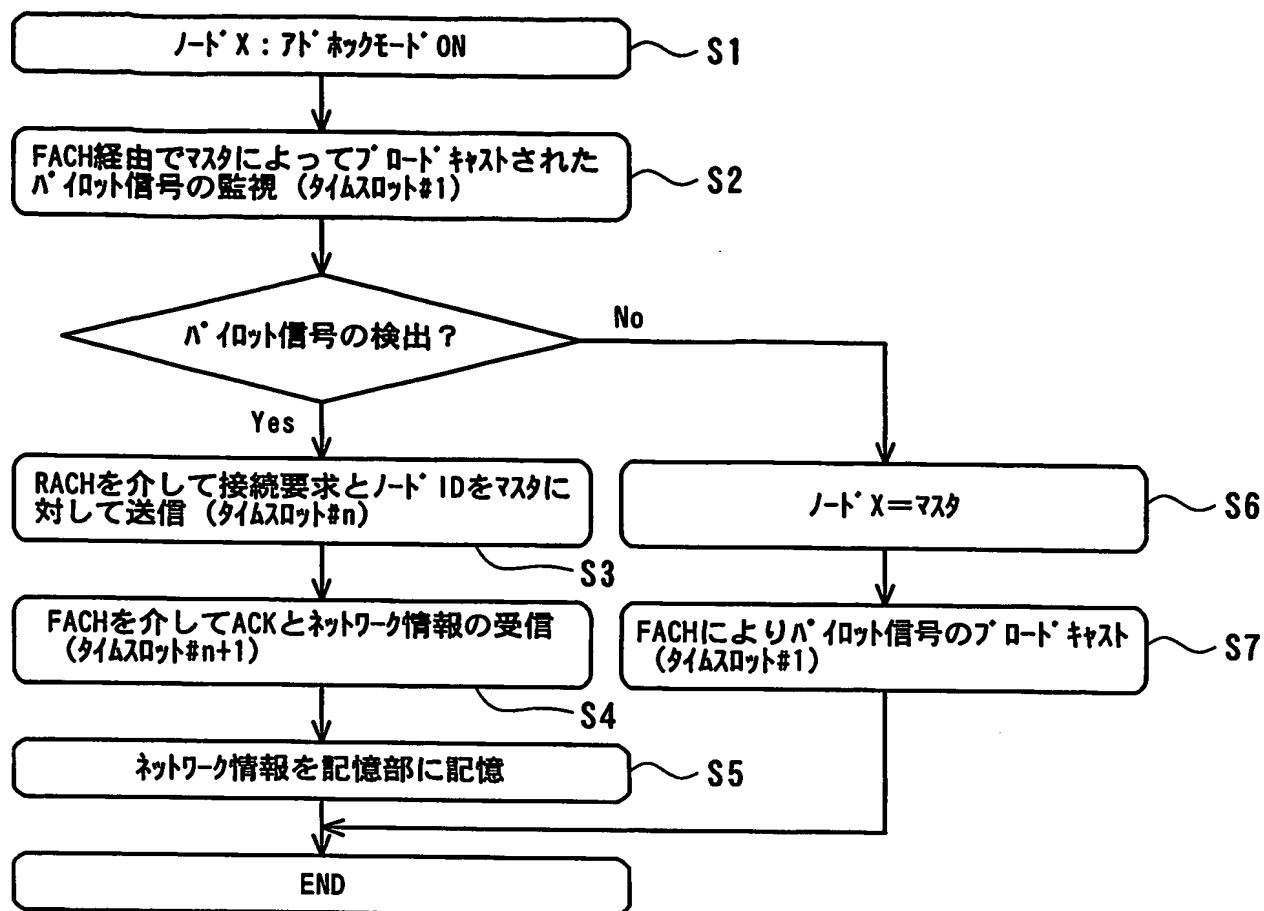 ﾉｰﾄﾞX：ｱﾄﾞﾎｯｸﾓｰﾄﾞON
S1
FACH経由でﾏｽﾀによってﾌﾞﾛｰﾄﾞｷｬｽﾄされた
ﾊﾟｲﾛｯﾄ信号の監視（ﾀｲﾑｽﾛｯﾄ#1）
S2
ﾊﾟｲﾛｯﾄ信号の検出？
No
Yes
RACHを介して接続要求とﾉｰﾄﾞIDをﾏｽﾀに
対して送信（ﾀｲﾑｽﾛｯﾄ#n）
S3
ﾉｰﾄﾞX＝ﾏｽﾀ
S6
FACHを介してACKとﾈｯﾄﾜｰｸ情報の受信
（ﾀｲﾑｽﾛｯﾄ#n+1）
S4
FACHによりﾊﾟｲﾛｯﾄ信号のﾌﾞﾛｰﾄﾞｷｬｽﾄ
（ﾀｲﾑｽﾛｯﾄ#1）
S7
ﾈｯﾄﾜｰｸ情報を記憶部に記憶
S5
END